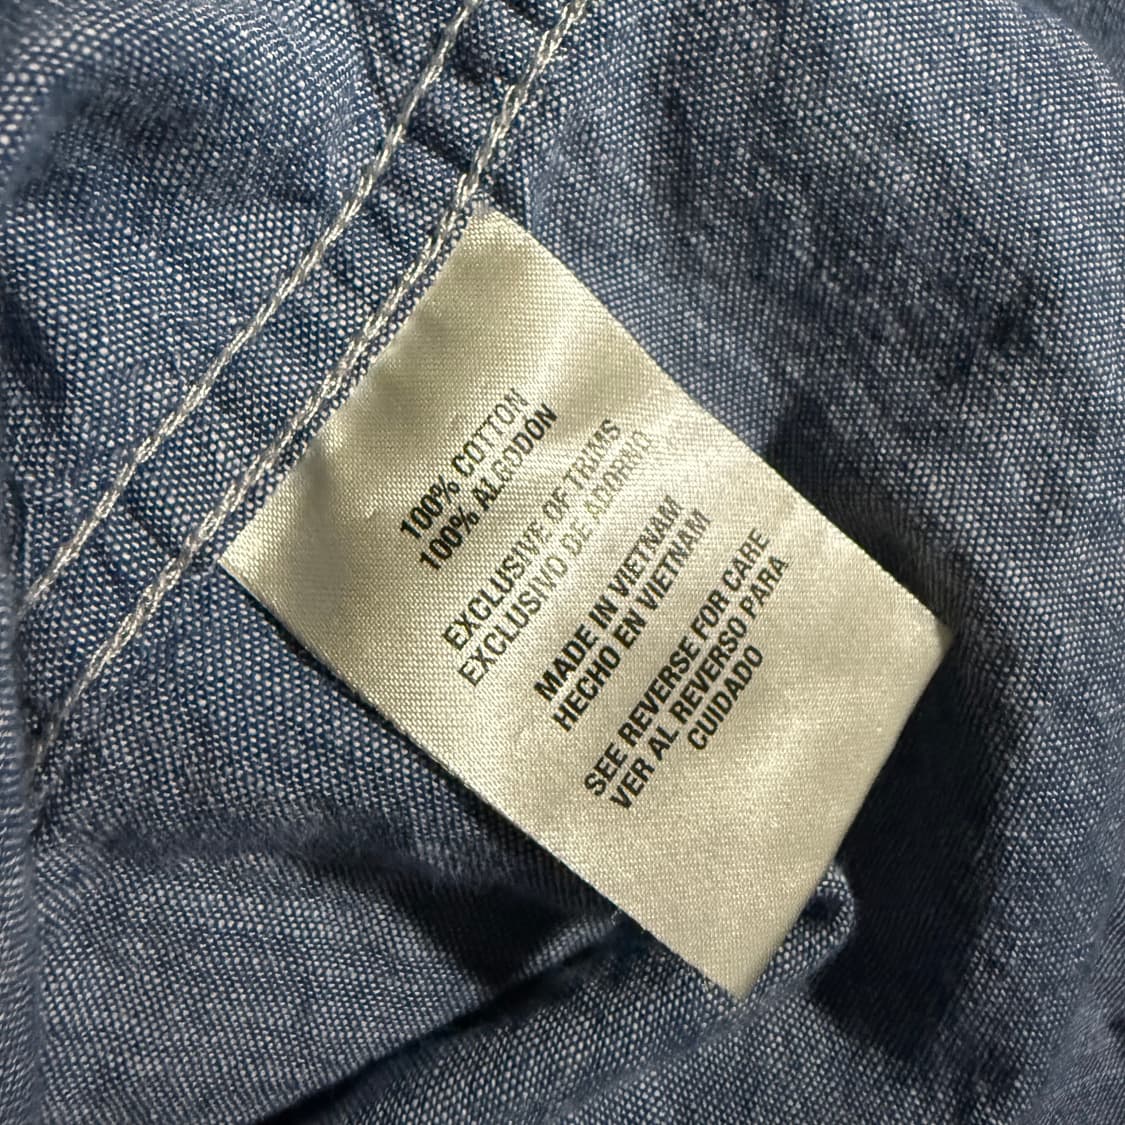 100% COTTON
100% ALGODÓN
EXCLUSIVE OF TRIMS
EXCLUSIVO DE ADORNO
MADE IN VIETNAM
HECHO EN VIETNAM
SEE REVERSE FOR CARE
VER AL REVERSO PARA
CUIDADO